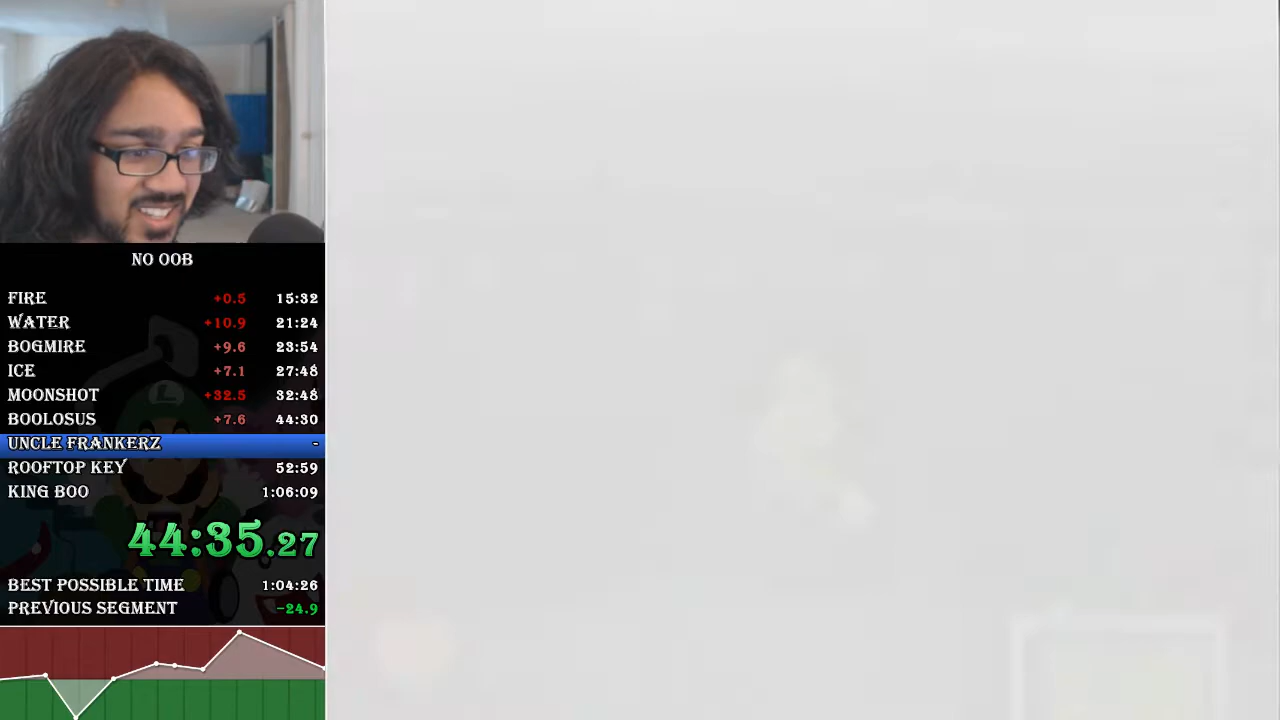 NO OOB
FIRE +0.5 15:32
WATER +10.9 21:24
BOGMIRE +9.6 23:54
ICE +7.1 27:48
MOONSHOT +32.5 32:48
BOOLOSUS +7.6 44:30
UNCLE FRANKERZ -
ROOFTOP KEY 52:59
KING BOO 1:06:09
44:35.27
BEST POSSIBLE TIME 1:04:26
PREVIOUS SEGMENT -24.9